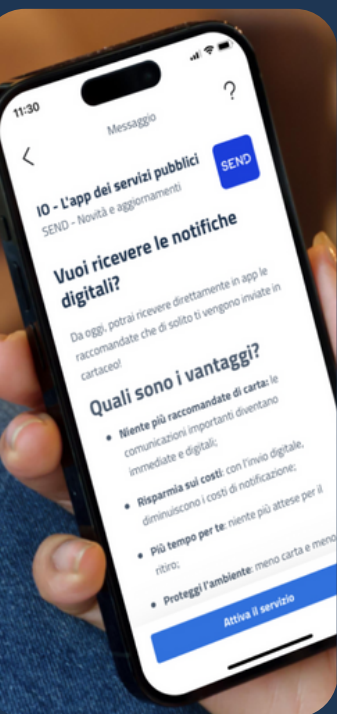 11:30
Messaggio
?
IO - L'app dei servizi pubblici
SEND - Novità e aggiornamenti
SEND
Vuoi ricevere le notifiche
digitali?
Da oggi, potrai ricevere direttamente in app le
raccomandate che di solito ti vengono inviate in
cartaceo!
Quali sono i vantaggi?
• Niente più raccomandate di carta: le
comunicazioni importanti diventano
immediate e digitali;
• Risparmia sui costi: con l'invio digitale,
diminuiscono i costi di notificazione;
• Più tempo per te: niente più attese per il
ritiro;
• Proteggi l'ambiente: meno carta e meno
Attiva il servizio